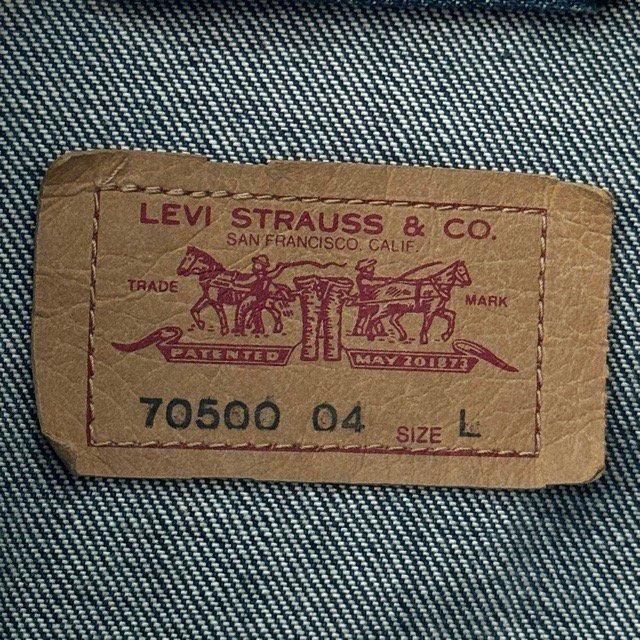 LEVI STRAUSS & CO.
SAN FRANCISCO, CALIF.
TRADE MARK
PATENTED MAY 20 1873
70500 04 SIZE L